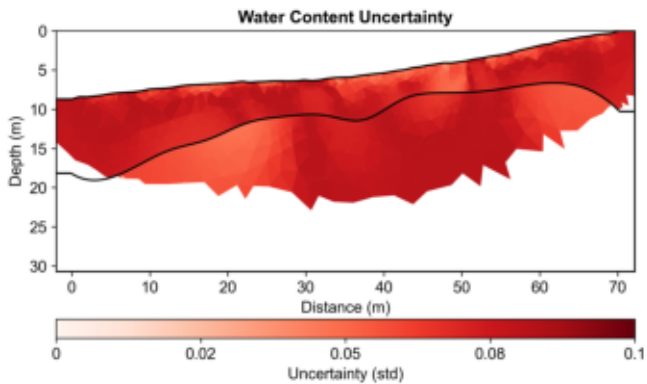 Water Content Uncertainty
0
5
10
15
20
25
30
Depth (m)
0 10 20 30 40 50 60 70
Distance (m)
0 0.02 0.05 0.08 0.1
Uncertainty (std)